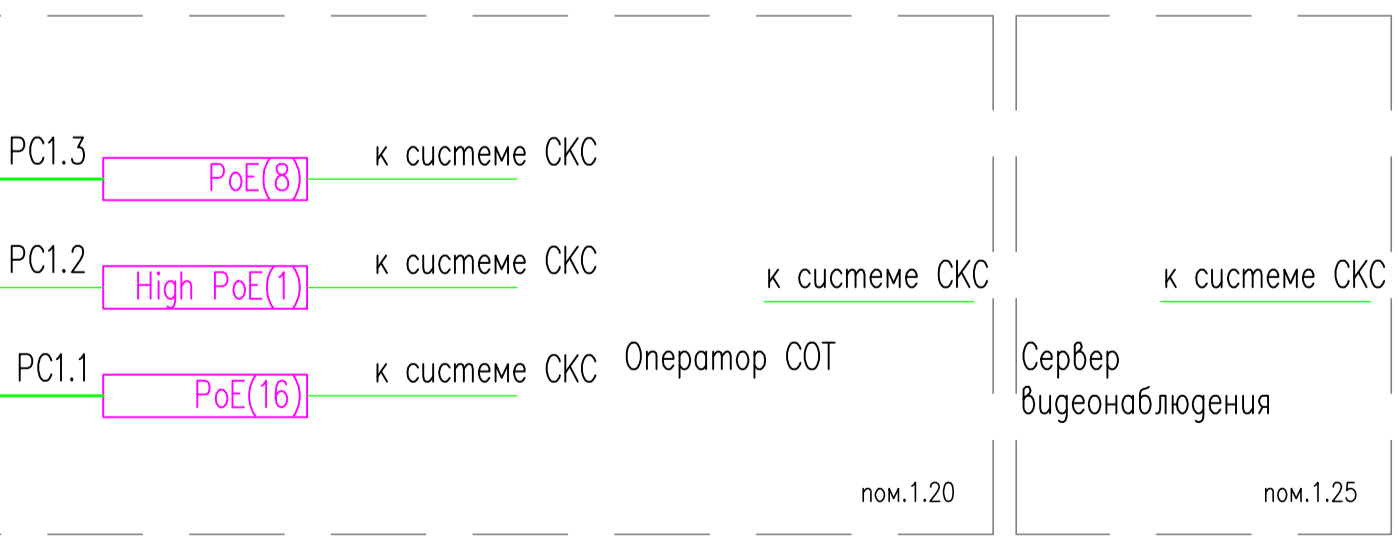 PC1.3
PoE(8)
к системе СКС
PC1.2
High PoE(1)
к системе СКС
PC1.1
PoE(16)
к системе СКС
к системе СКС
Оператор СОТ
пом.1.20
к системе СКС
Сервер
видеонаблюдения
пом.1.25